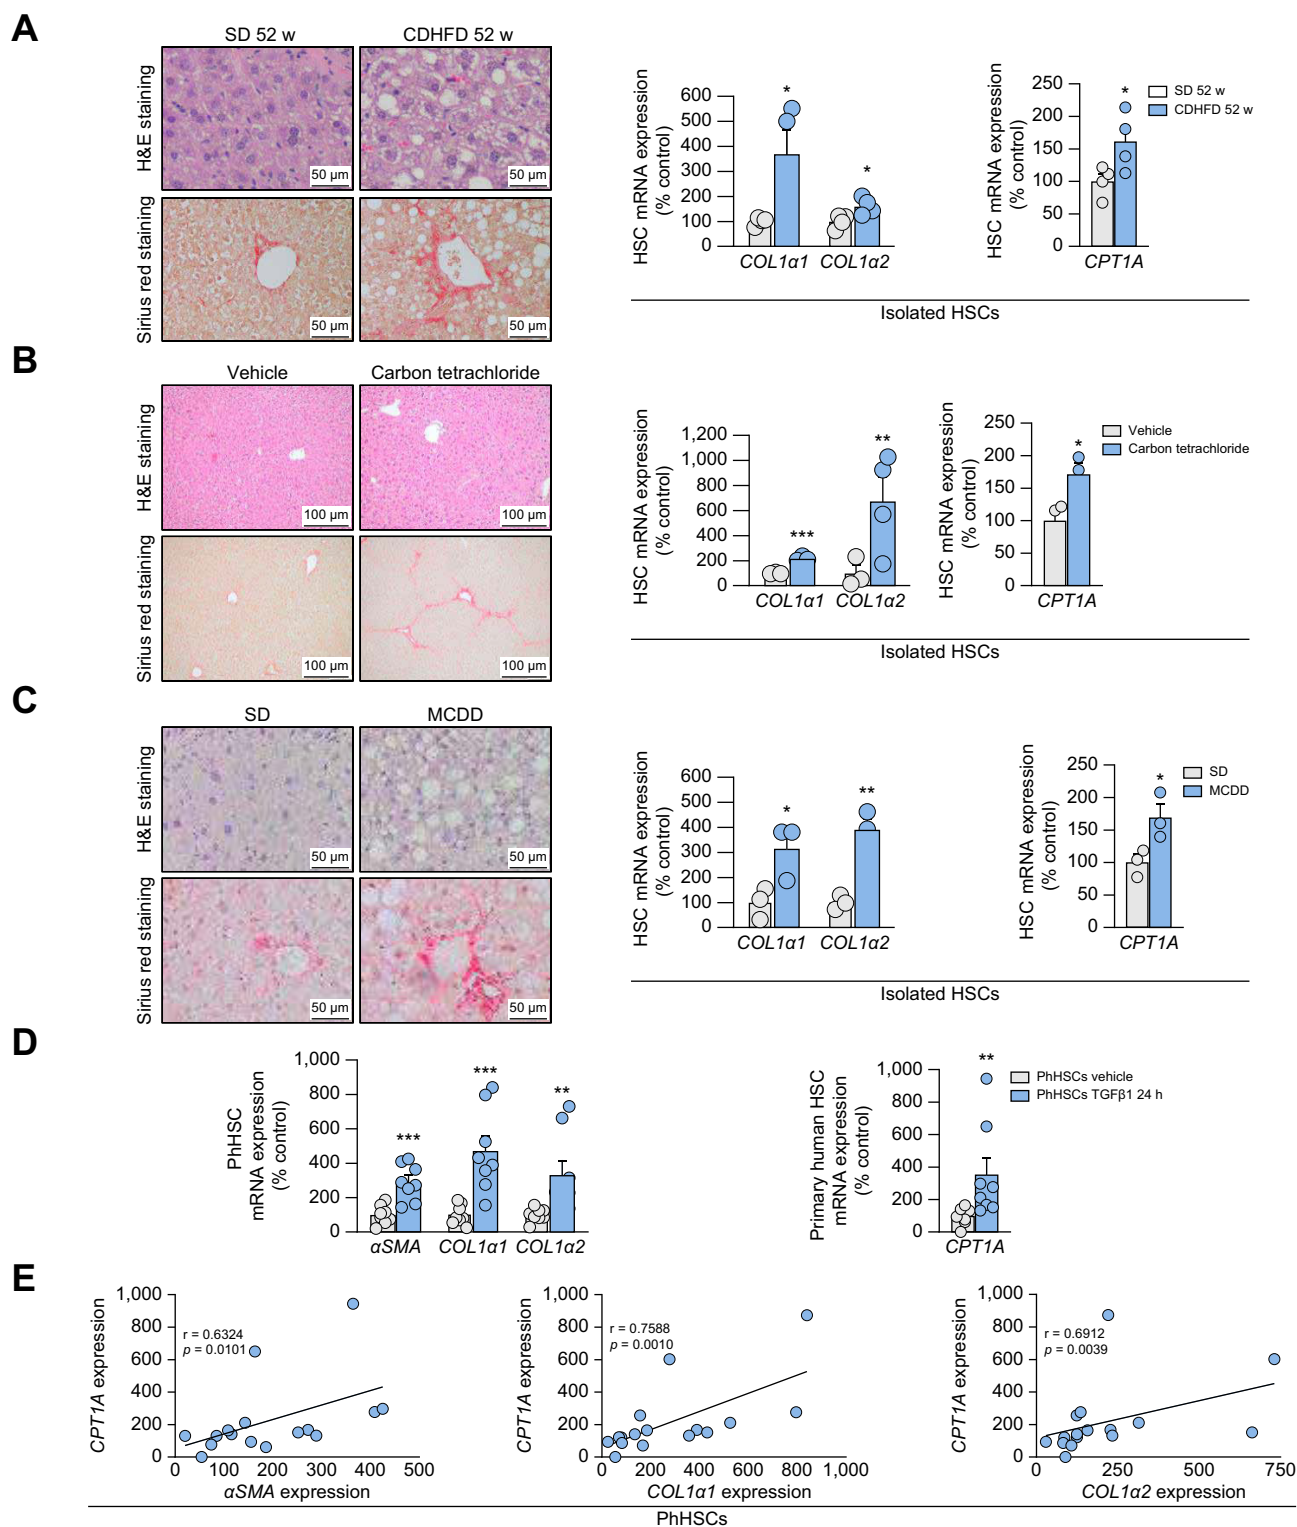 A
SD 52 w
CDHFD 52 w
H&E staining
50 µm
50 µm
Sirius red staining
50 µm
50 µm
HSC mRNA expression
(% control)
600
500
400
300
200
100
0
*
*
COL1α1
COL1α2
HSC mRNA expression
(% control)
250
200
150
100
50
0
*
CPT1A
SD 52 w
CDHFD 52 w
Isolated HSCs
B
Vehicle
Carbon tetrachloride
H&E staining
100 µm
100 µm
Sirius red staining
100 µm
100 µm
HSC mRNA expression
(% control)
1,200
1,000
800
600
400
200
0
***
**
COL1α1
COL1α2
HSC mRNA expression
(% control)
250
200
150
100
50
0
*
CPT1A
Vehicle
Carbon tetrachloride
Isolated HSCs
C
SD
MCDD
H&E staining
50 µm
50 µm
Sirius red staining
50 µm
50 µm
HSC mRNA expression
(% control)
600
500
400
300
200
100
0
*
**
COL1α1
COL1α2
HSC mRNA expression
(% control)
250
200
150
100
50
0
*
CPT1A
SD
MCDD
Isolated HSCs
D
PhHSC
mRNA expression
(% control)
1,000
800
600
400
200
0
***
***
**
αSMA
COL1α1
COL1α2
Primary human HSC
mRNA expression
(% control)
1,000
800
600
400
200
0
**
CPT1A
PhHSCs vehicle
PhHSCs TGFβ1 24 h
E
CPT1A expression
1,000
800
600
400
200
0
r = 0.6324
p = 0.0101
0 100 200 300 400 500
αSMA expression
CPT1A expression
1,000
800
600
400
200
0
r = 0.7588
p = 0.0010
0 200 400 600 800 1,000
COL1α1 expression
CPT1A expression
1,000
800
600
400
200
0
r = 0.6912
p = 0.0039
0 250 500 750
COL1α2 expression
PhHSCs